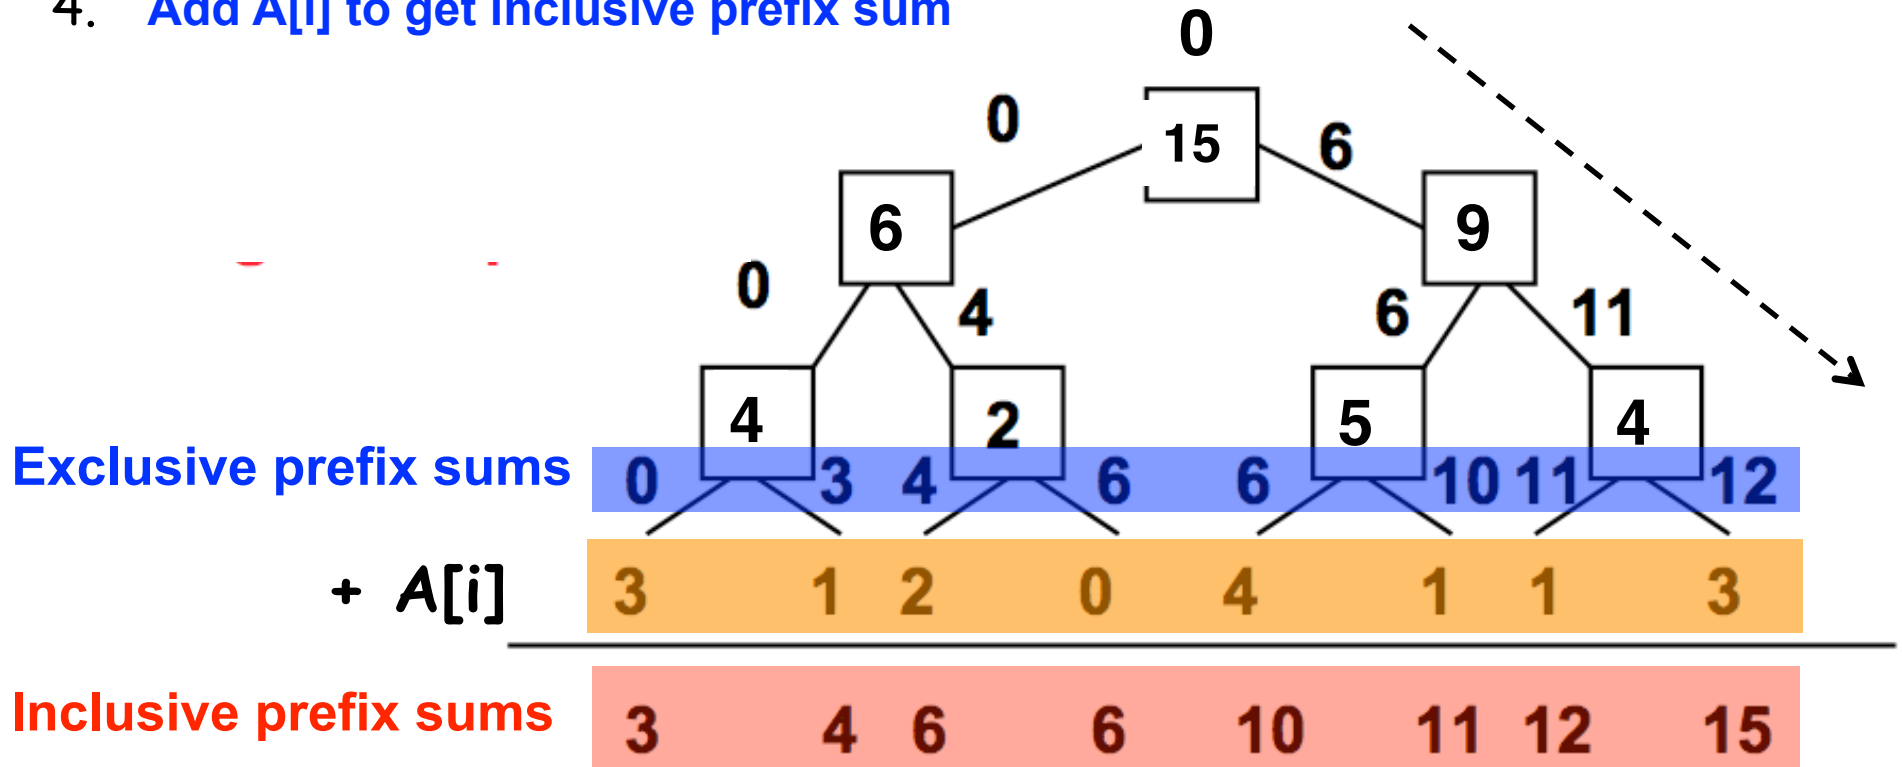 4. Add A[i] to get inclusive prefix sum
0
0 15 6
6 9
0 4 6 11
4 2 5 4
Exclusive prefix sums 0 3 4 6 6 10 11 12
+ A[i] 3 1 2 0 4 1 1 3
Inclusive prefix sums 3 4 6 6 10 11 12 15